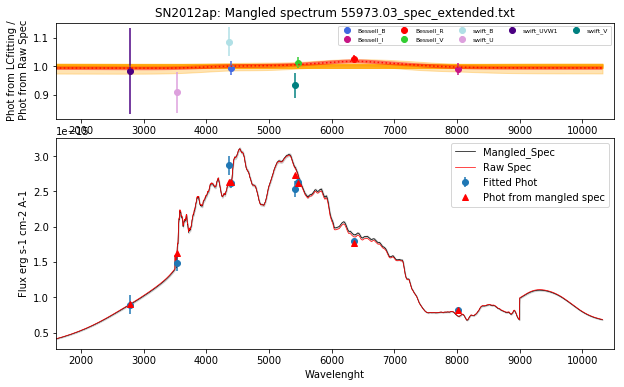 SN2012ap: Mangled spectrum 55973.03_spec_extended.txt
Phot from LCfitting /
Phot from Raw Spec
1.1
1.0
0.9
Bessell_B
Bessell_I
Bessell_R
Bessell_V
swift_B
swift_U
swift_UVW1
swift_V
2000 3000 4000 5000 6000 7000 8000 9000 10000
Flux erg s-1 cm-2 A-1
3.0
2.5
2.0
1.5
1.0
0.5
Mangled_Spec
Raw Spec
Fitted Phot
Phot from mangled spec
2000 3000 4000 5000 6000 7000 8000 9000 10000
Wavelenght